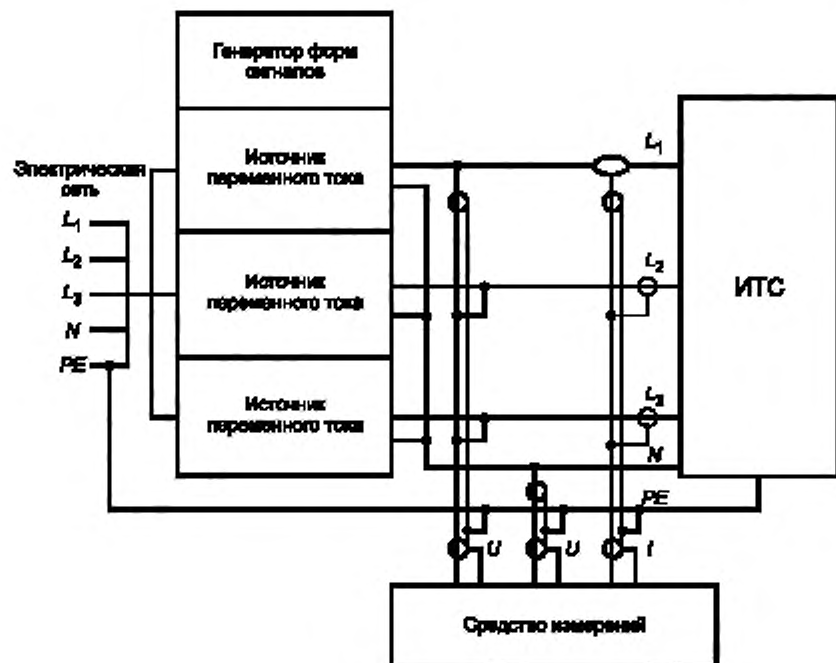 Генератор форм
сигналов
Источник
переменного тока
Электрическая
сеть
L1
L2
L3
N
PE
Источник
переменного тока
Источник
переменного тока
L1
L2
L3
N
PE
ИТС
U
U
I
Средство измерений